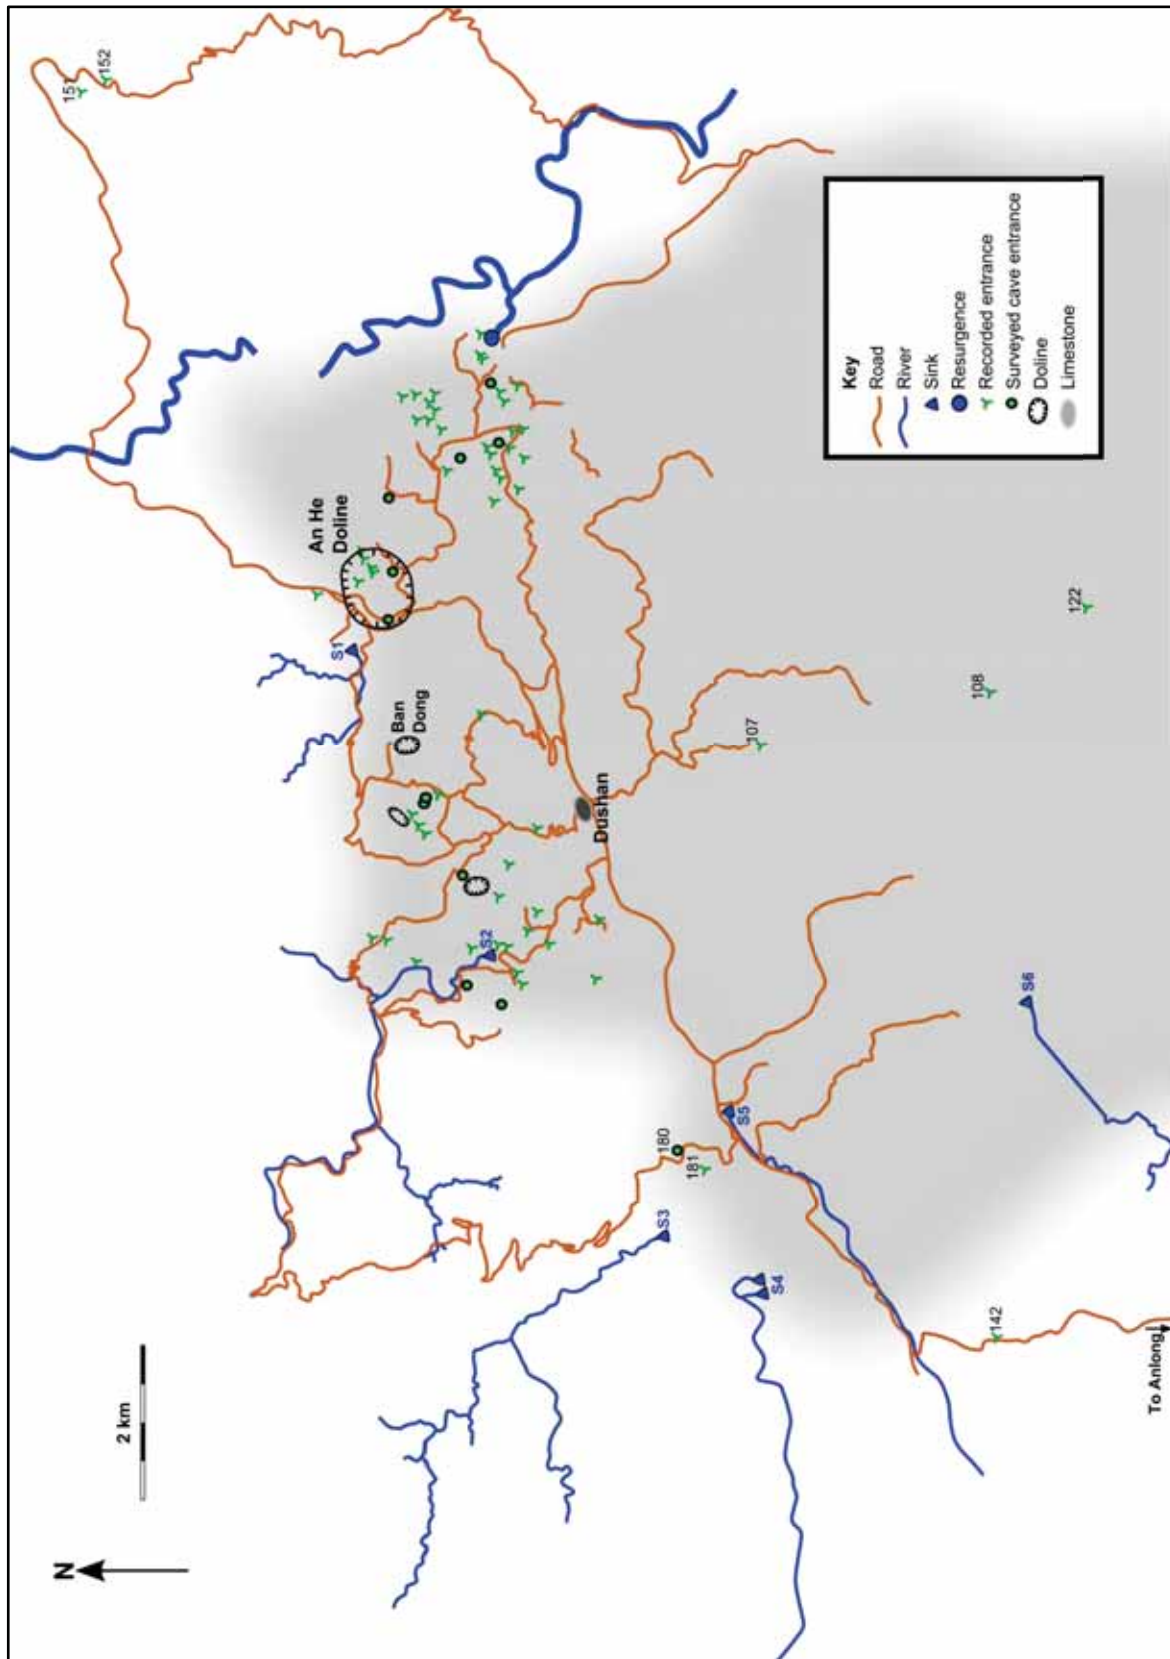 N
151
152
2 km
An He
Doline
S1
Ban
Dong
S2
Dushan
S3
180
181
S5
107
S4
Key
Road
River
Sink
Resurgence
Recorded entrance
Surveyed cave entrance
Doline
Limestone
108
142
S6
122
To Anlong